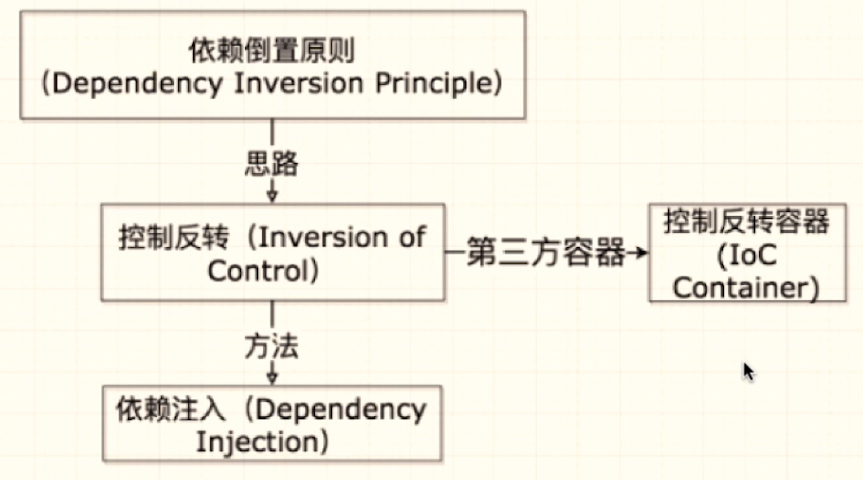 依赖倒置原则
（Dependency Inversion Principle）
思路
控制反转（Inversion of
Control）
第三方容器
控制反转容器
(IoC
Container)
方法
依赖注入（Dependency
Injection）